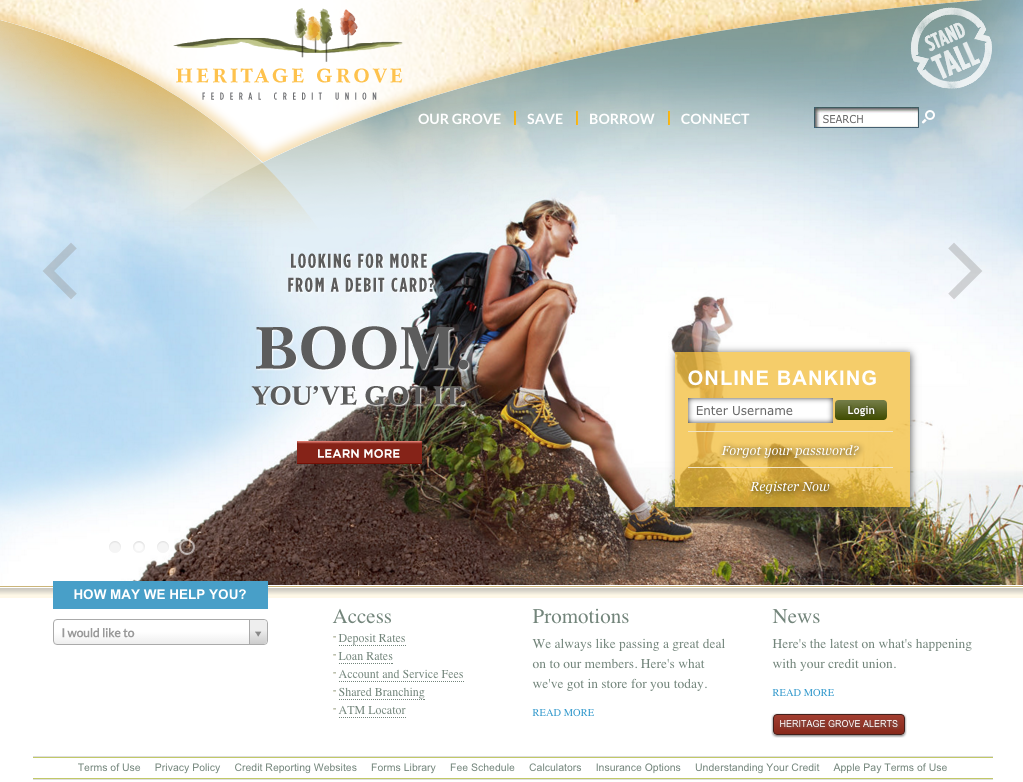 STAND
TALL
HERITAGE GROVE
FEDERAL CREDIT UNION
OUR GROVE SAVE BORROW CONNECT
SEARCH
LOOKING FOR MORE
FROM A DEBIT CARD?
BOOM.
YOU'VE GOT IT.
LEARN MORE
ONLINE BANKING
Enter Username Login
Forgot your password?
Register Now
HOW MAY WE HELP YOU?
I would like to
Access
Deposit Rates
Loan Rates
Account and Service Fees
Shared Branching
ATM Locator
Promotions
We always like passing a great deal
on to our members. Here's what
we've got in store for you today.
READ MORE
News
Here's the latest on what's happening
with your credit union.
READ MORE
HERITAGE GROVE ALERTS
Terms of Use Privacy Policy Credit Reporting Websites Forms Library Fee Schedule Calculators Insurance Options Understanding Your Credit Apple Pay Terms of Use